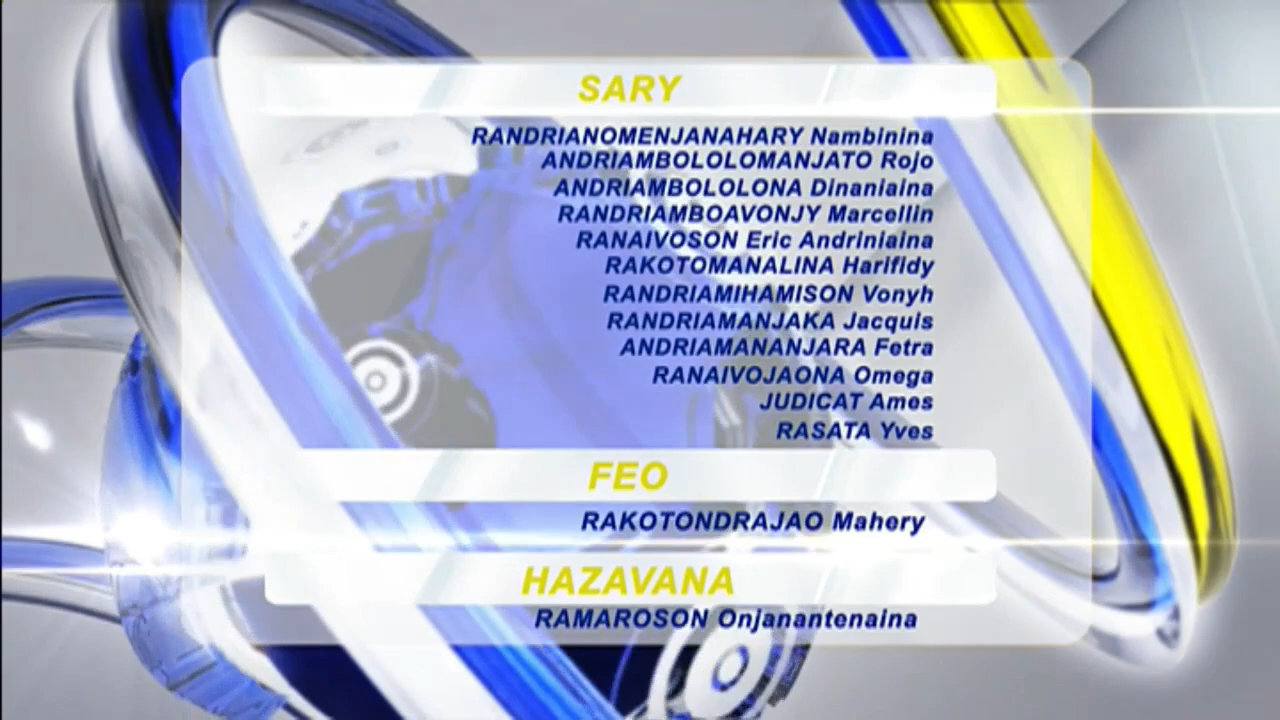 SARY
RANDRIANOMENJANAHARY Nambinina
ANDRIAMBOLOLOMANJATO Rojo
ANDRIAMBOLOLONA Dinaniaina
RANDRIAMBOAVONJY Marcellin
RANAIVOSON Eric Andriniaina
RAKOTOMANALINA Harifidy
RANDRIAMIHAMISON Vonyh
RANDRIAMANJAKA Jacquis
ANDRIAMANANJARA Fetra
RANAIVOJAONA Omega
JUDICAT Ames
RASATA Yves
FEO
RAKOTONDRAJAO Mahery
HAZAVANA
RAMAROSON Onjanantenaina